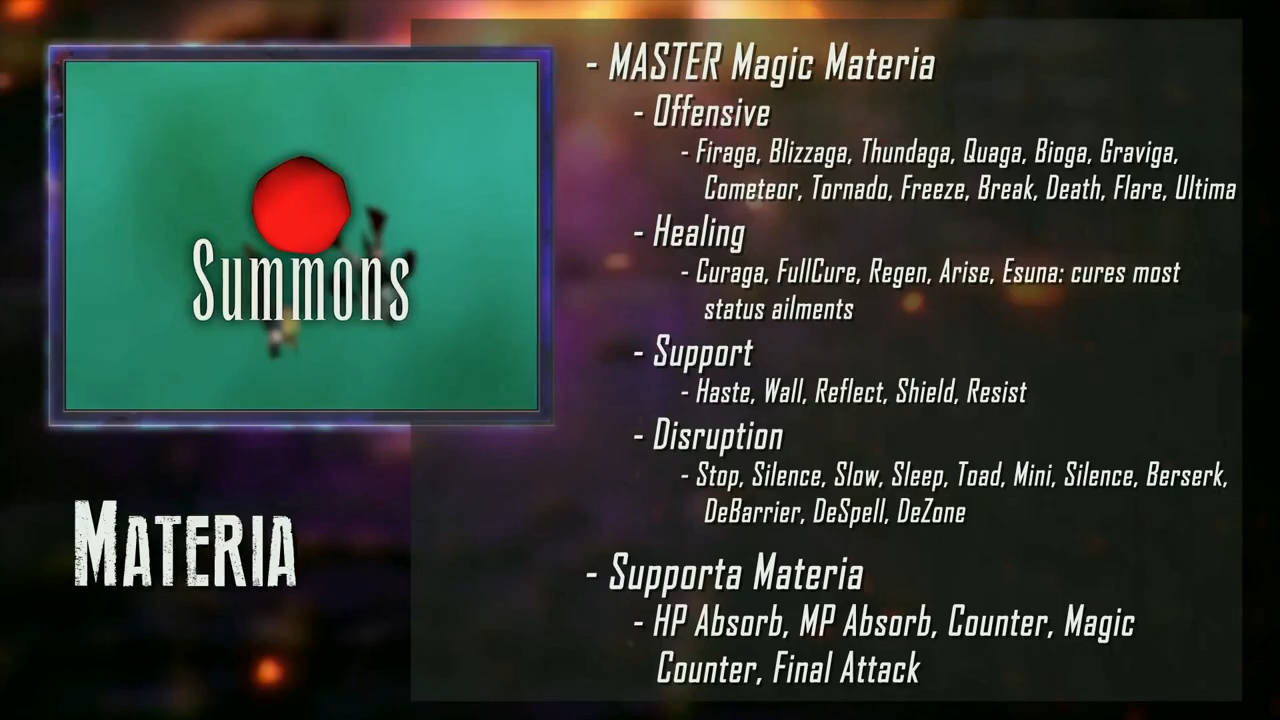 Summons
Materia
- MASTER Magic Materia
- Offensive
- Firaga, Blizzaga, Thundaga, Quaga, Bioga, Graviga,
Cometeor, Tornado, Freeze, Break, Death, Flare, Ultima
- Healing
- Curaga, FullCure, Regen, Arise, Esuna: cures most
status ailments
- Support
- Haste, Wall, Reflect, Shield, Resist
- Disruption
- Stop, Silence, Slow, Sleep, Toad, Mini, Silence, Berserk,
DeBarrier, DeSpell, DeZone
- Supporta Materia
- HP Absorb, MP Absorb, Counter, Magic
Counter, Final Attack